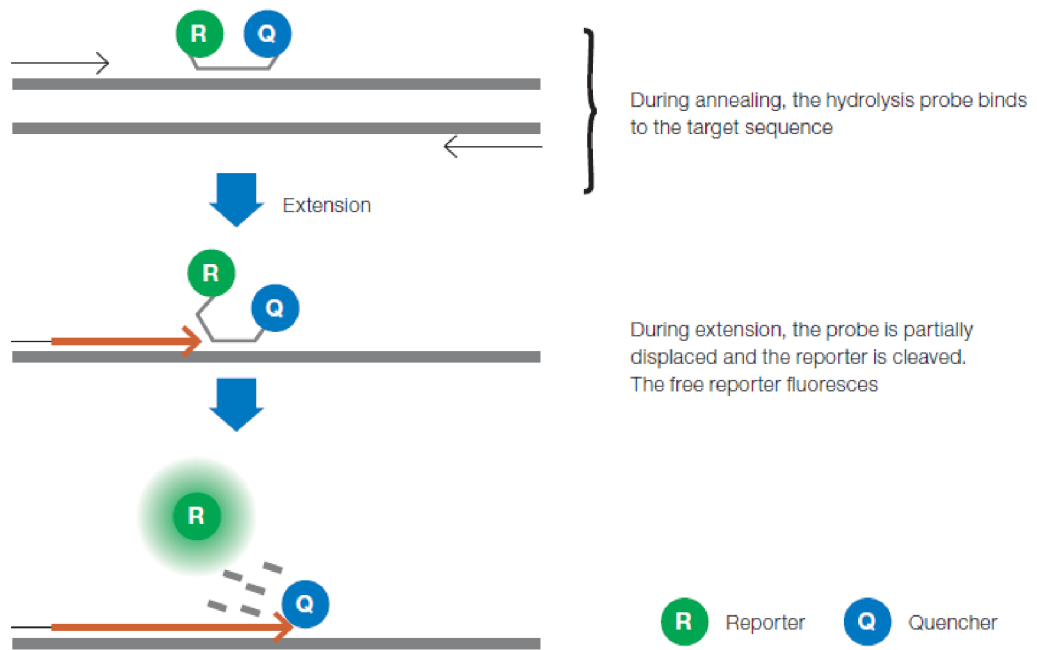 R Q
During annealing, the hydrolysis probe binds
to the target sequence
Extension
R
Q
During extension, the probe is partially
displaced and the reporter is cleaved.
The free reporter fluoresces
R
Q
R Reporter Q Quencher